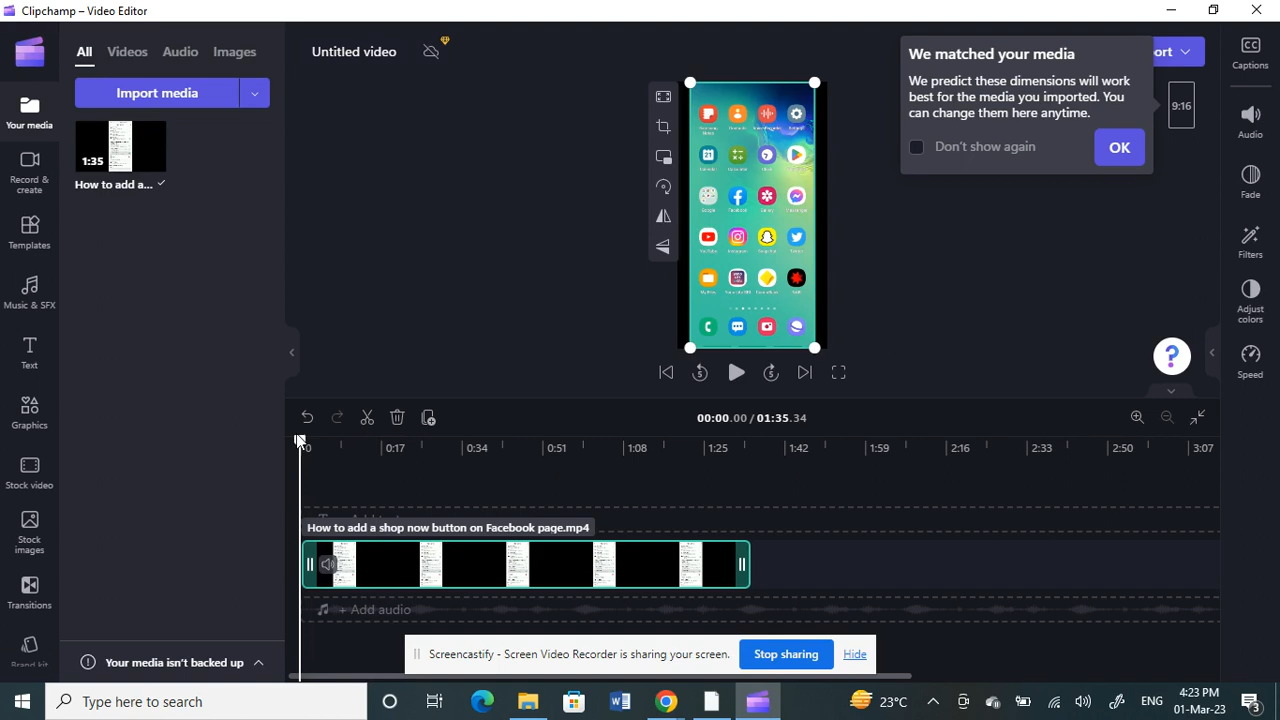 Clipchamp – Video Editor
All Videos Audio Images
Import media
1:35
How to add a...
Your media
Record &
create
Templates
Music & SFX
Text
Graphics
Stock video
Stock
images
Transitions
Brand kit
Your media isn't backed up
Untitled video
We matched your media
We predict these dimensions will work
best for the media you imported. You
can change them here anytime.
Don't show again
OK
ort
9:16
Captions
Audio
Fade
Filters
Adjust
colors
Speed
?
5
5
00:00.00 / 01:35.34
0 0:17 0:34 0:51 1:08 1:25 1:42 1:59 2:16 2:33 2:50 3:07
How to add a shop now button on Facebook page.mp4
+ Add audio
Screencastify - Screen Video Recorder is sharing your screen.
Stop sharing
Hide
Type here to search
23°C
ENG
4:23 PM
01-Mar-23
3